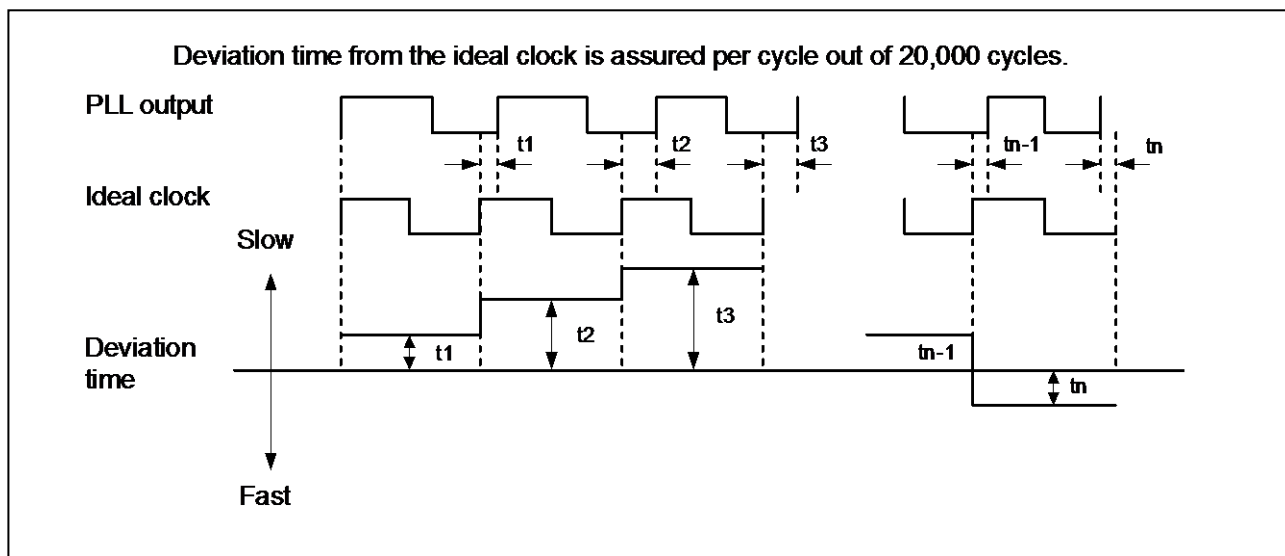 Deviation time from the ideal clock is assured per cycle out of 20,000 cycles.
PLL output
t1
t2
t3
tn-1
tn
Ideal clock
Slow
Deviation
time
t1
t2
t3
tn-1
tn
Fast